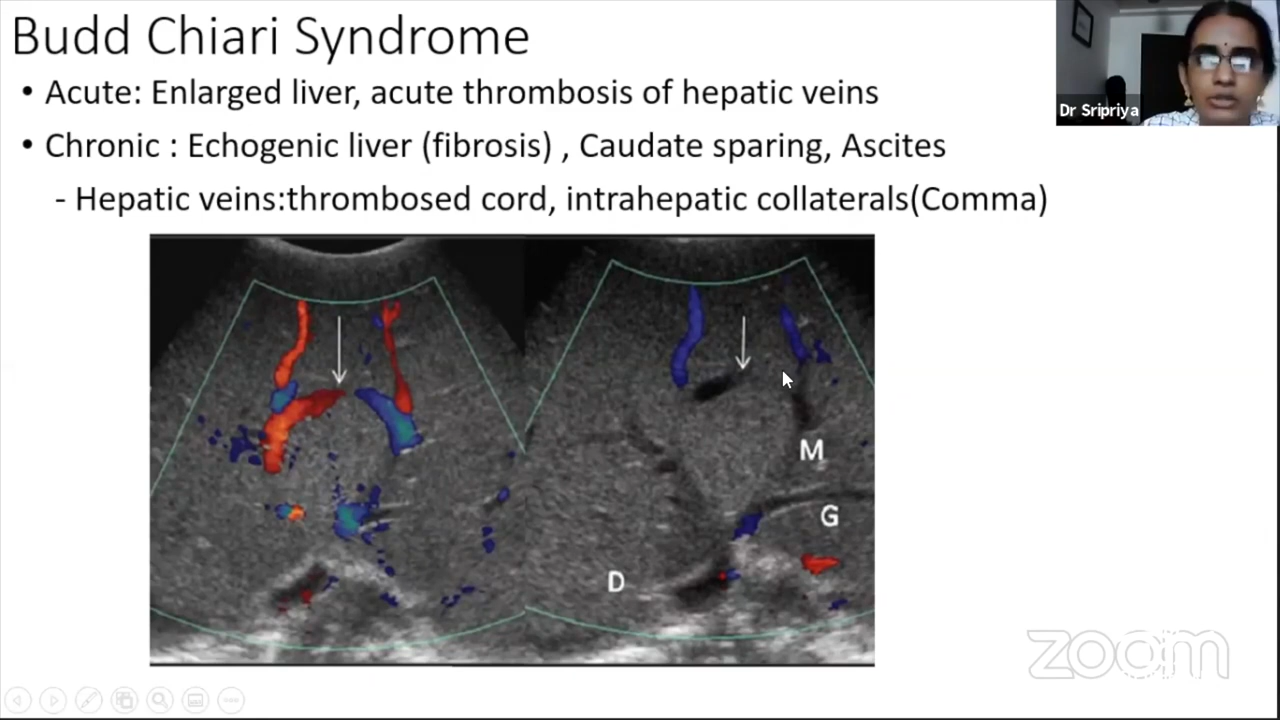 Budd Chiari Syndrome
• Acute: Enlarged liver, acute thrombosis of hepatic veins
• Chronic : Echogenic liver (fibrosis) , Caudate sparing, Ascites
- Hepatic veins:thrombosed cord, intrahepatic collaterals(Comma)
Dr Sripriya
M
G
D
zoom